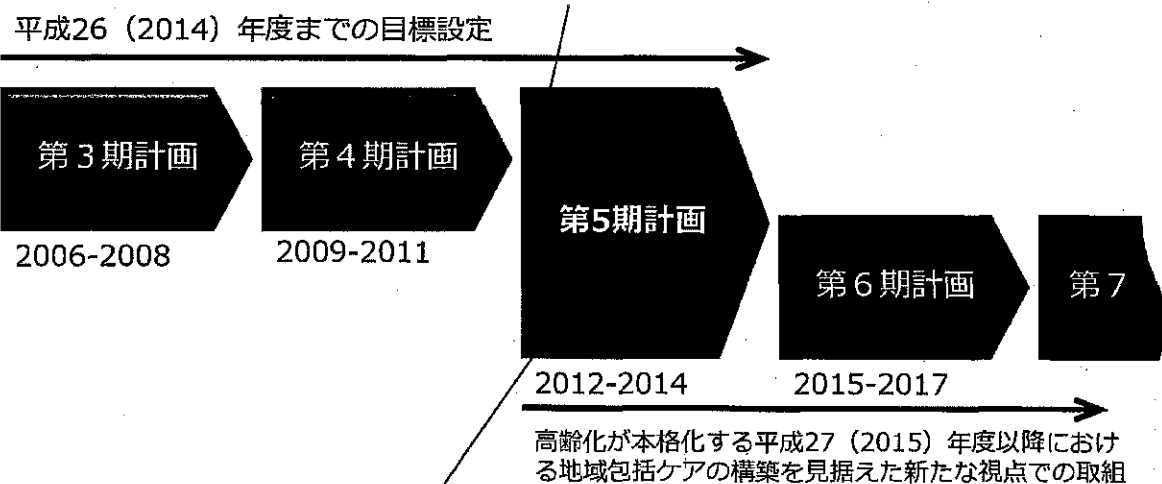 平成26（2014）年度までの目標設定
第３期計画
第４期計画
第5期計画
第６期計画
第７
2006-2008
2009-2011
2012-2014
2015-2017
高齢化が本格化する平成27（2015）年度以降におけ
る地域包括ケアの構築を見据えた新たな視点での取組